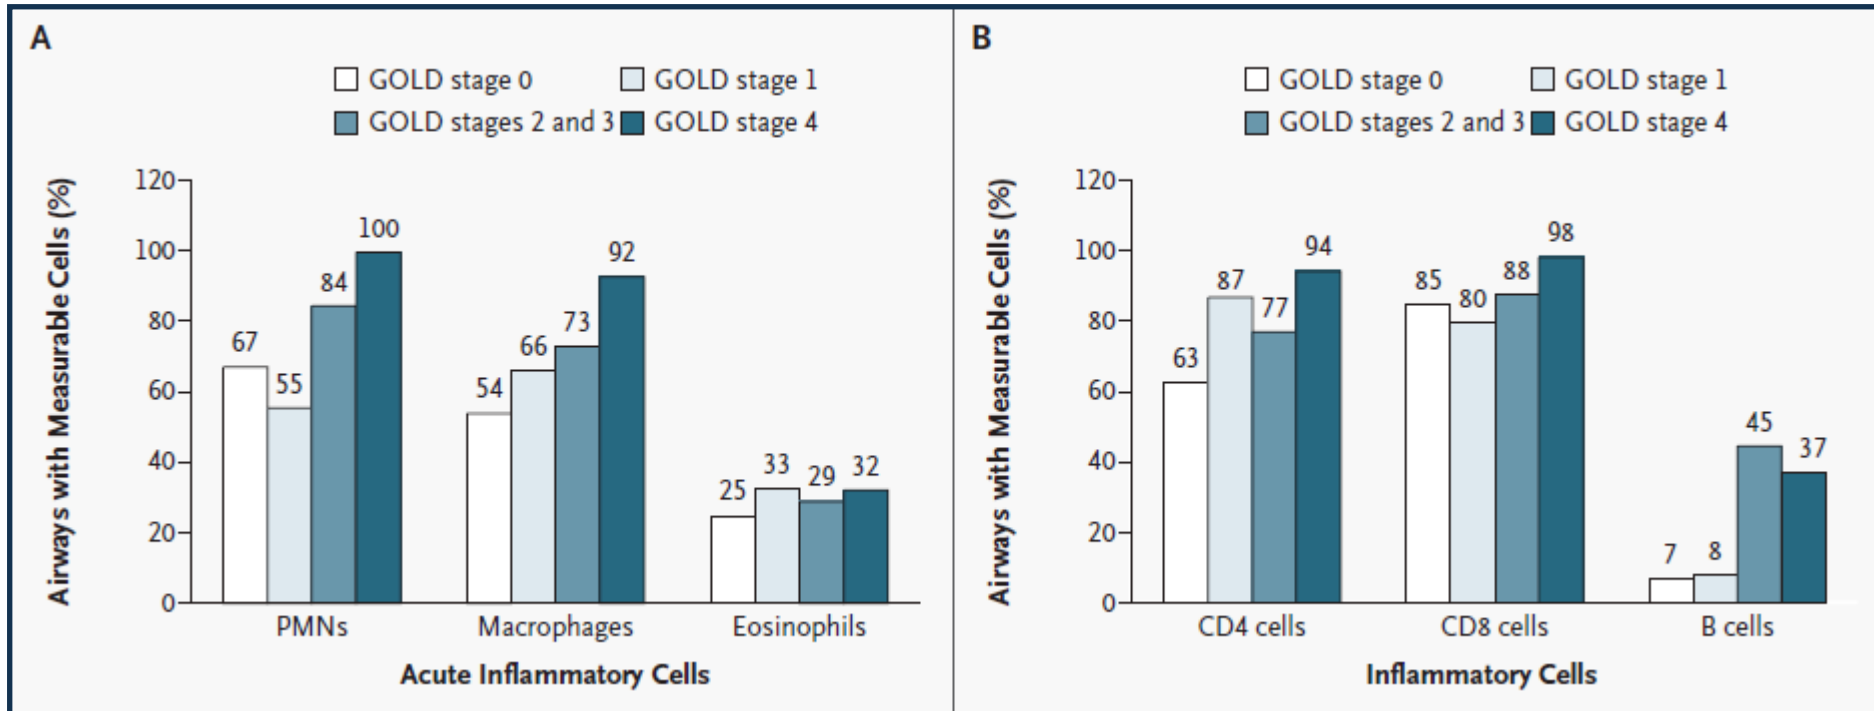 A
GOLD stage 0 GOLD stage 1
GOLD stages 2 and 3 GOLD stage 4
Airways with Measurable Cells (%)
120
100
80
60
40
20
0
67 55 84 100
54 66 73 92
25 33 29 32
PMNs Macrophages Eosinophils
Acute Inflammatory Cells
B
GOLD stage 0 GOLD stage 1
GOLD stages 2 and 3 GOLD stage 4
Airways with Measurable Cells (%)
120
100
80
60
40
20
0
63 87 77 94
85 80 88 98
7 8 45 37
CD4 cells CD8 cells B cells
Inflammatory Cells